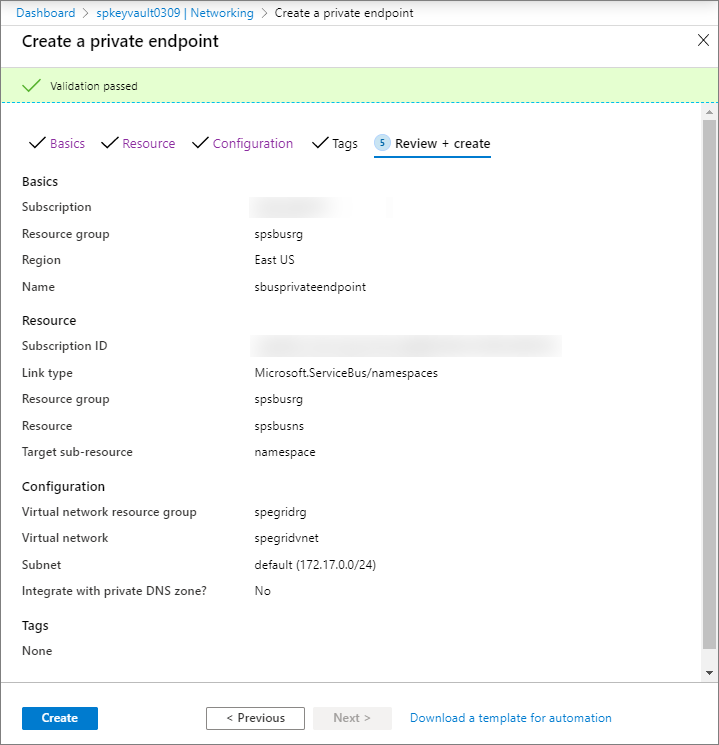 Dashboard > spkeyvault0309 | Networking > Create a private endpoint
Create a private endpoint
Validation passed
Basics Resource Configuration Tags 5 Review + create
Basics
Subscription
Resource group spsbusrg
Region East US
Name sbusprivateendpoint
Resource
Subscription ID
Link type Microsoft.ServiceBus/namespaces
Resource group spsbusrg
Resource spsbusns
Target sub-resource namespace
Configuration
Virtual network resource group spegridrg
Virtual network spegridvnet
Subnet default (172.17.0.0/24)
Integrate with private DNS zone? No
Tags
None
Create < Previous Next > Download a template for automation